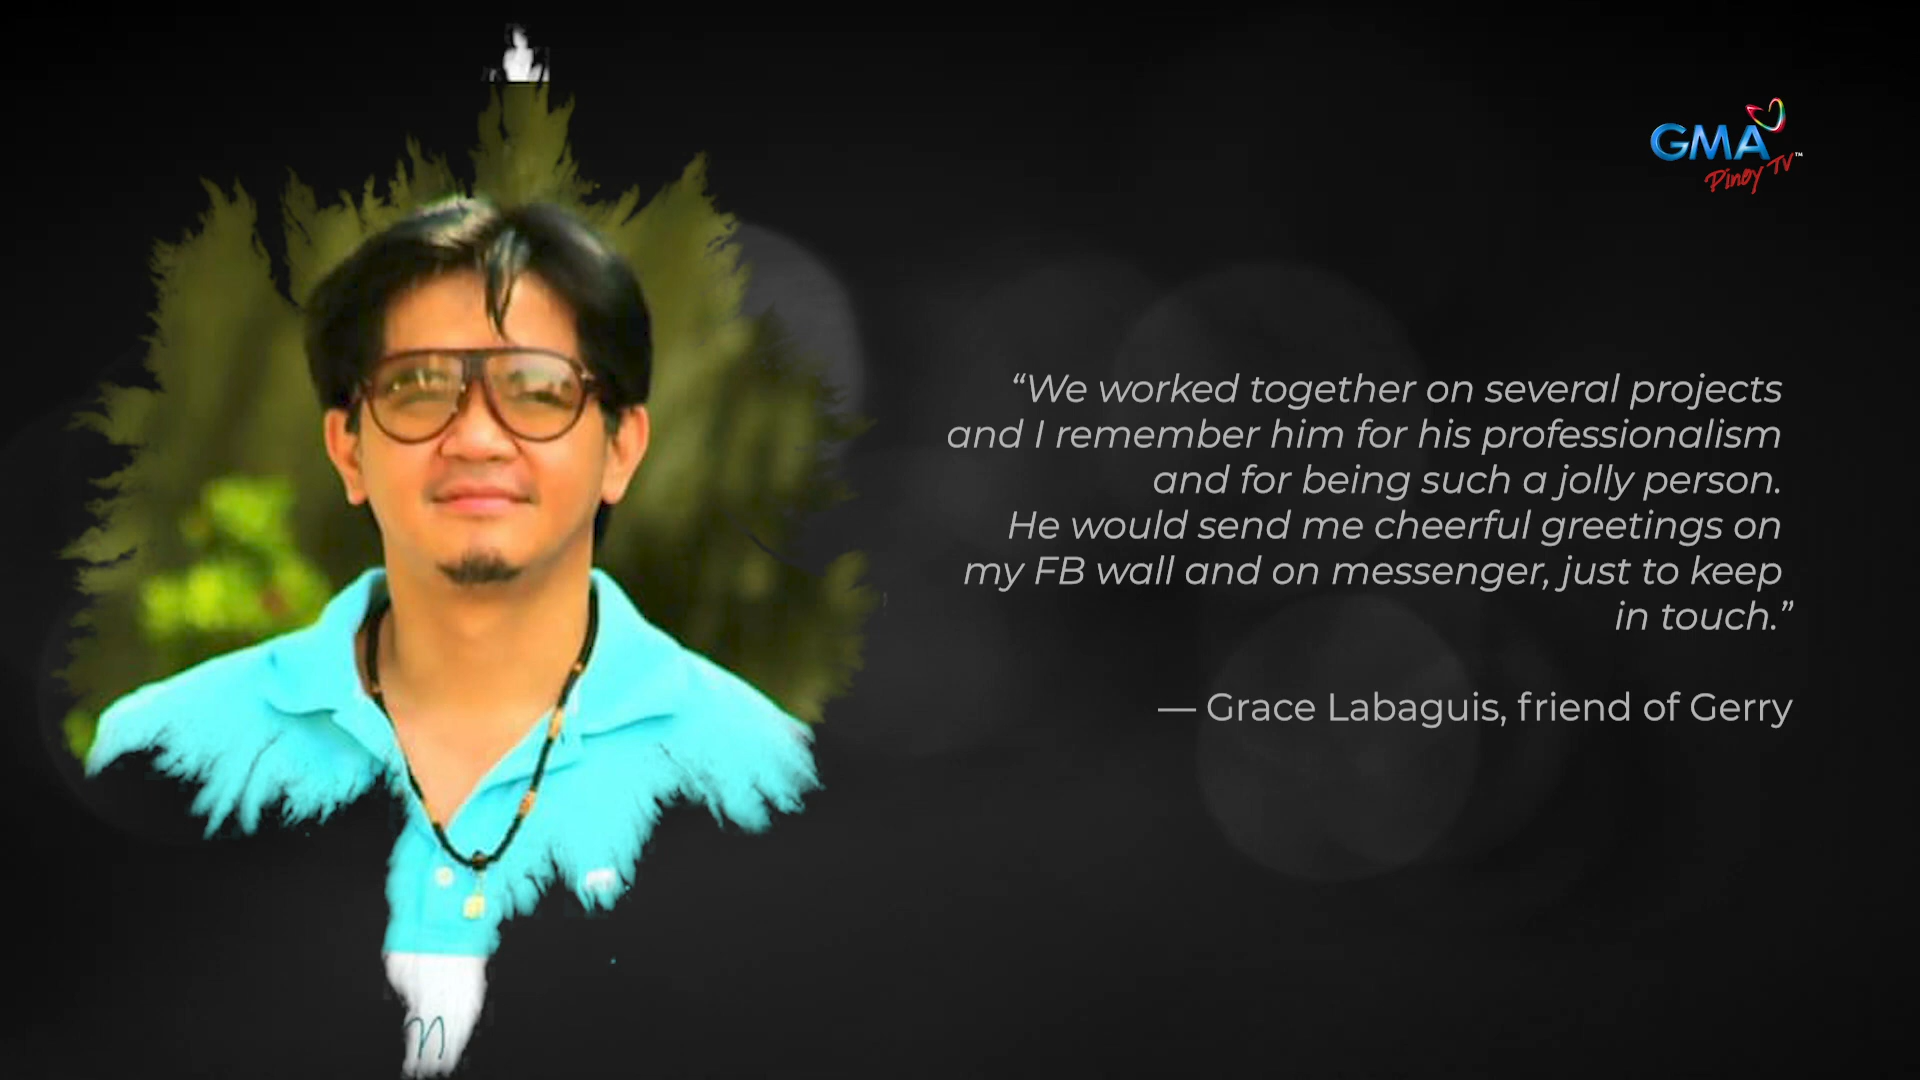 GMA
Pinoy TV™
“We worked together on several projects
and I remember him for his professionalism
and for being such a jolly person.
He would send me cheerful greetings on
my FB wall and on messenger, just to keep
in touch.”
— Grace Labaguis, friend of Gerry